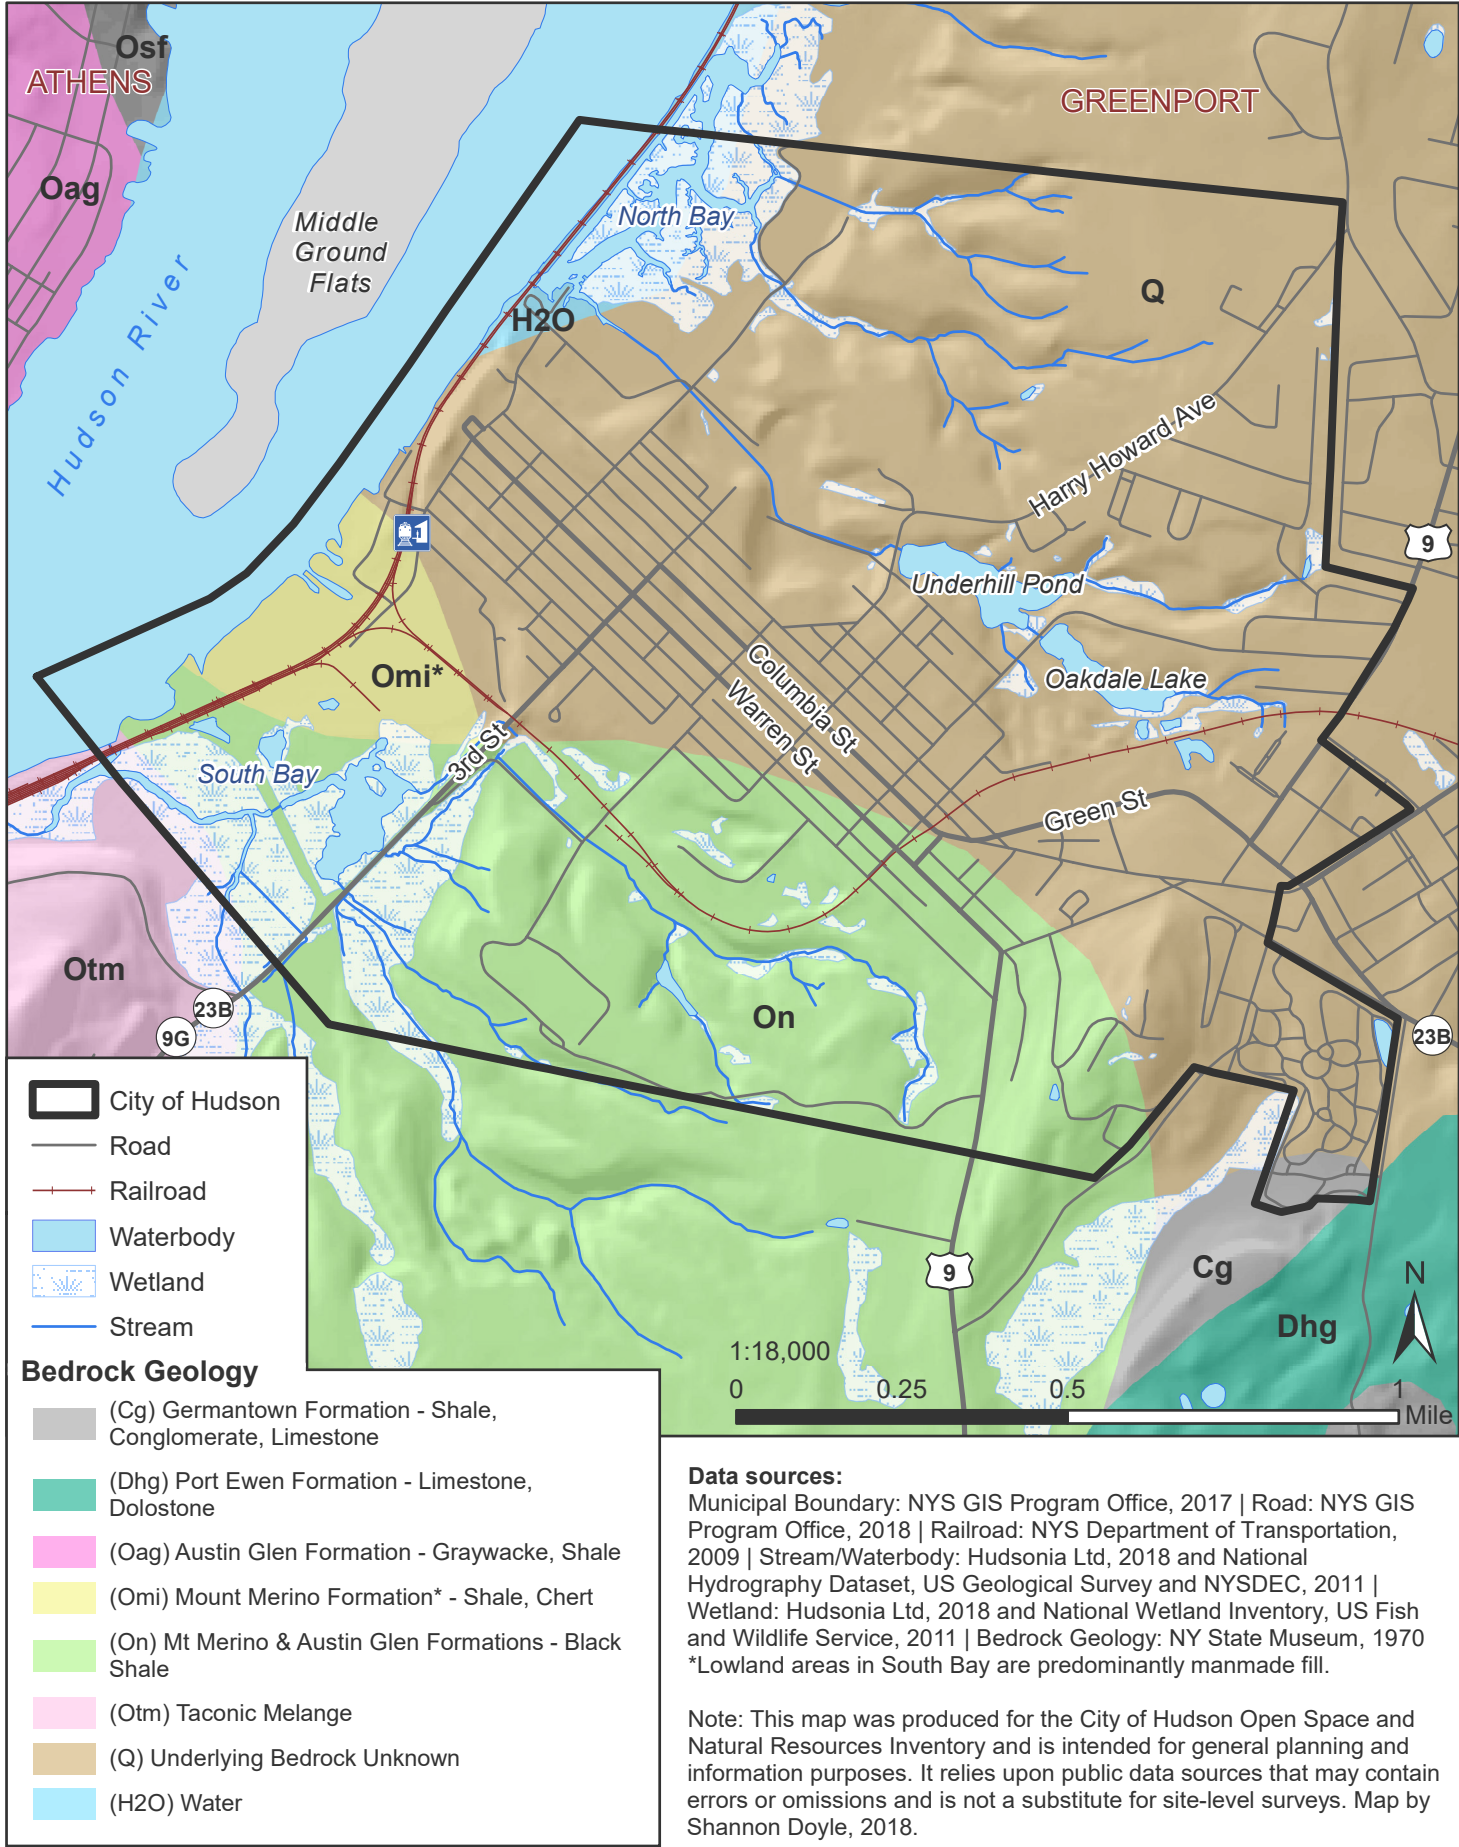 Osf
ATHENS
GREENPORT
Oag
Middle
Ground
Flats
North Bay
Hudson River
H2O
Q
Harry Howard Ave
9
Underhill Pond
Omi*
Columbia St
Warren St
Oakdale Lake
3rd St
South Bay
Green St
Otm
23B
9G
On
23B
Cg
Dhg
9
N
1:18,000
0 0.25 0.5 1
Mile
City of Hudson
Road
Railroad
Waterbody
Wetland
Stream
Bedrock Geology
(Cg) Germantown Formation - Shale,
Conglomerate, Limestone
(Dhg) Port Ewen Formation - Limestone,
Dolostone
(Oag) Austin Glen Formation - Graywacke, Shale
(Omi) Mount Merino Formation* - Shale, Chert
(On) Mt Merino & Austin Glen Formations - Black
Shale
(Otm) Taconic Melange
(Q) Underlying Bedrock Unknown
(H2O) Water
Data sources:
Municipal Boundary: NYS GIS Program Office, 2017 | Road: NYS GIS
Program Office, 2018 | Railroad: NYS Department of Transportation,
2009 | Stream/Waterbody: Hudsonia Ltd, 2018 and National
Hydrography Dataset, US Geological Survey and NYSDEC, 2011 |
Wetland: Hudsonia Ltd, 2018 and National Wetland Inventory, US Fish
and Wildlife Service, 2011 | Bedrock Geology: NY State Museum, 1970
*Lowland areas in South Bay are predominantly manmade fill.
Note: This map was produced for the City of Hudson Open Space and
Natural Resources Inventory and is intended for general planning and
information purposes. It relies upon public data sources that may contain
errors or omissions and is not a substitute for site-level surveys. Map by
Shannon Doyle, 2018.